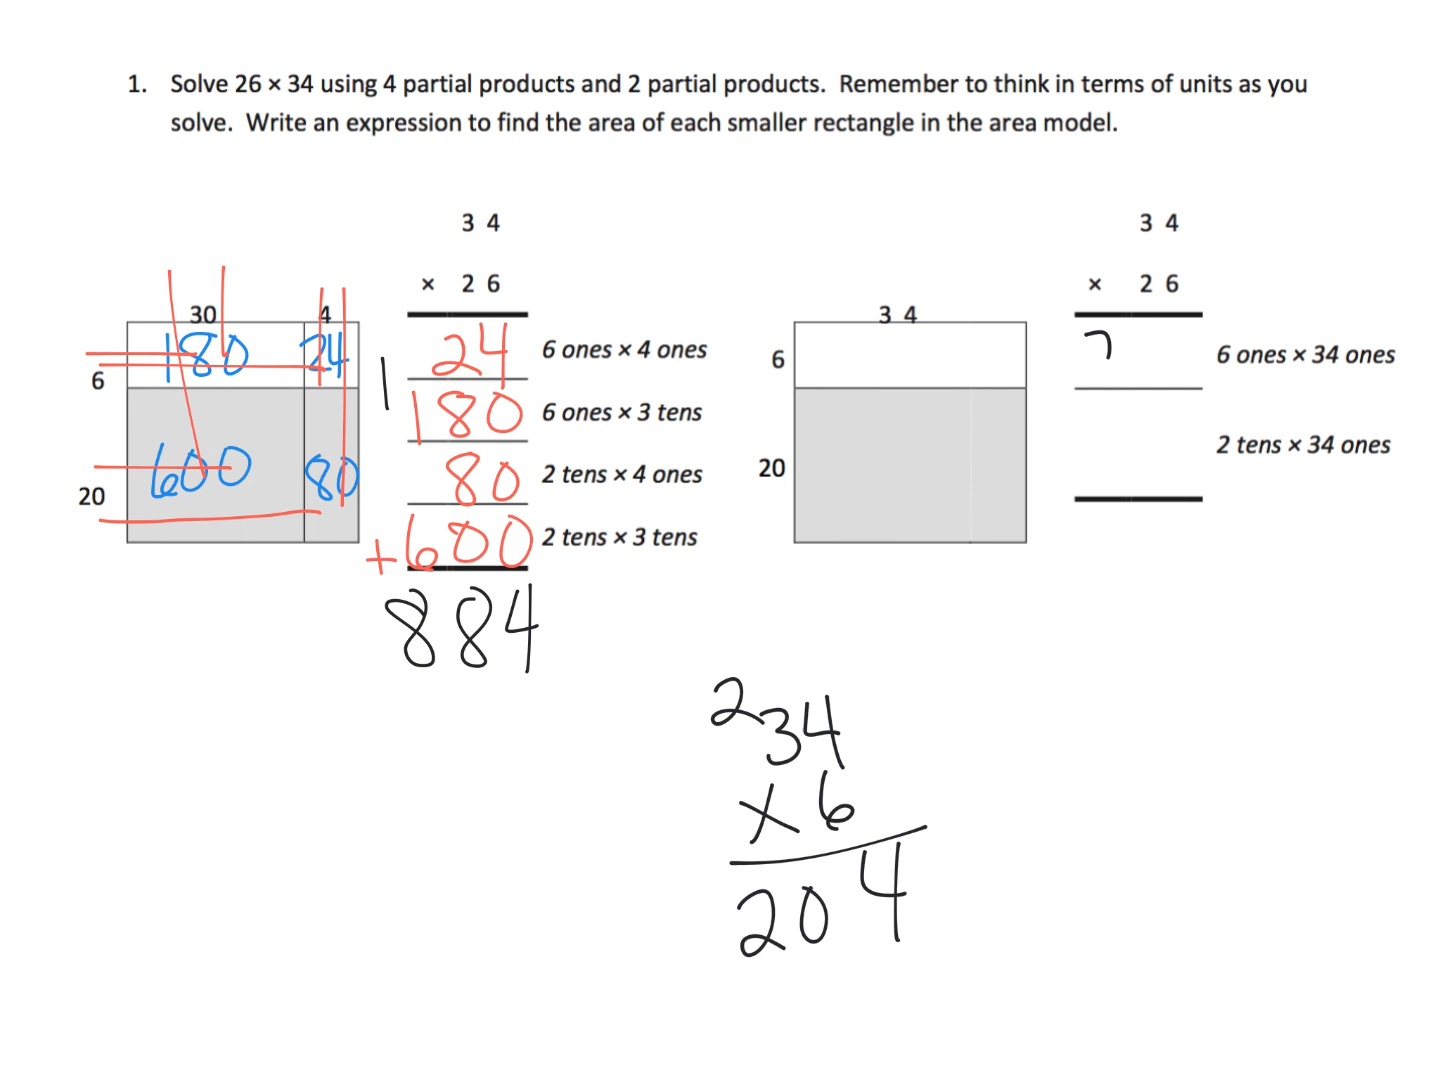 1. Solve 26 × 34 using 4 partial products and 2 partial products. Remember to think in terms of units as you
solve. Write an expression to find the area of each smaller rectangle in the area model.
3 4
× 2 6
30 4
6 180 24
20 600 80
1
24 6 ones × 4 ones
180 6 ones × 3 tens
80 2 tens × 4 ones
+600 2 tens × 3 tens
884
3 4
6
20
3 4
× 2 6
6 ones × 34 ones
2 tens × 34 ones
2
34
×6
204